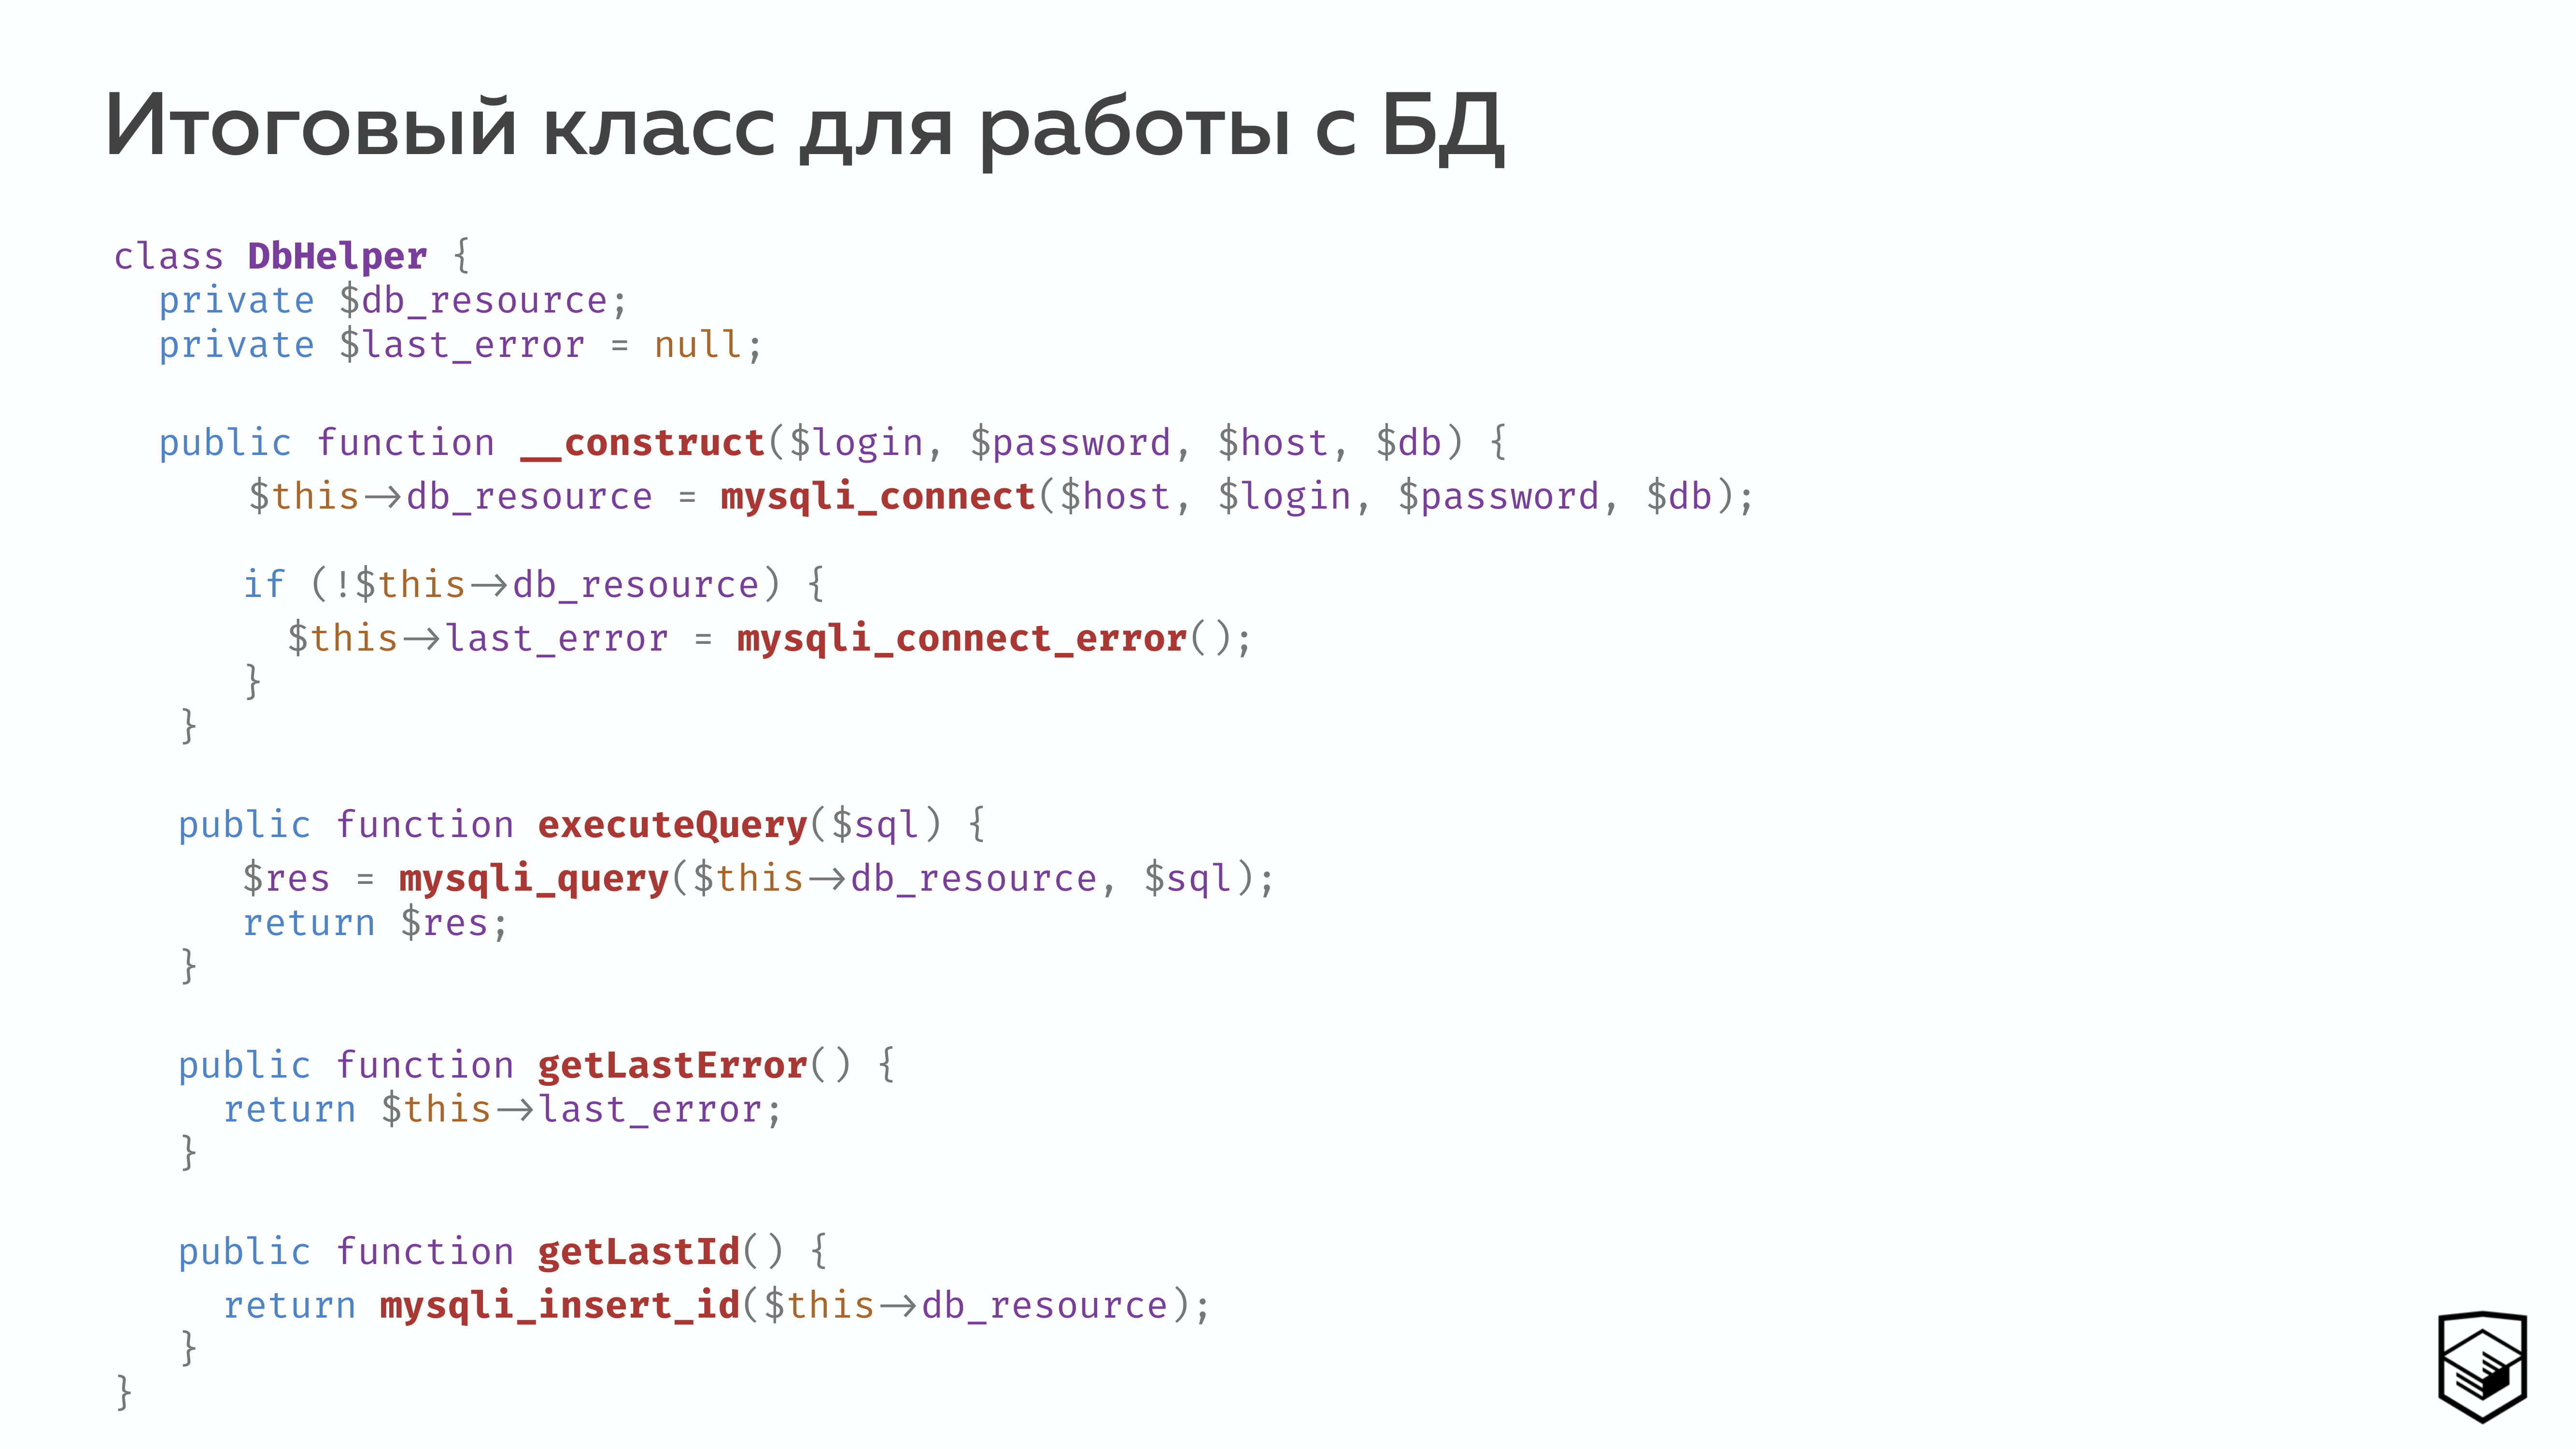 Итоговый класс для работы с БД
class DbHelper {
private $db_resource;
private $last_error = null;
public function __construct($login, $password, $host, $db) {
$this->db_resource = mysqli_connect($host, $login, $password, $db);
if (!$this->db_resource) {
$this->last_error = mysqli_connect_error();
}
}
public function executeQuery($sql) {
$res = mysqli_query($this->db_resource, $sql);
return $res;
}
public function getLastError() {
return $this->last_error;
}
public function getLastId() {
return mysqli_insert_id($this->db_resource);
}
}